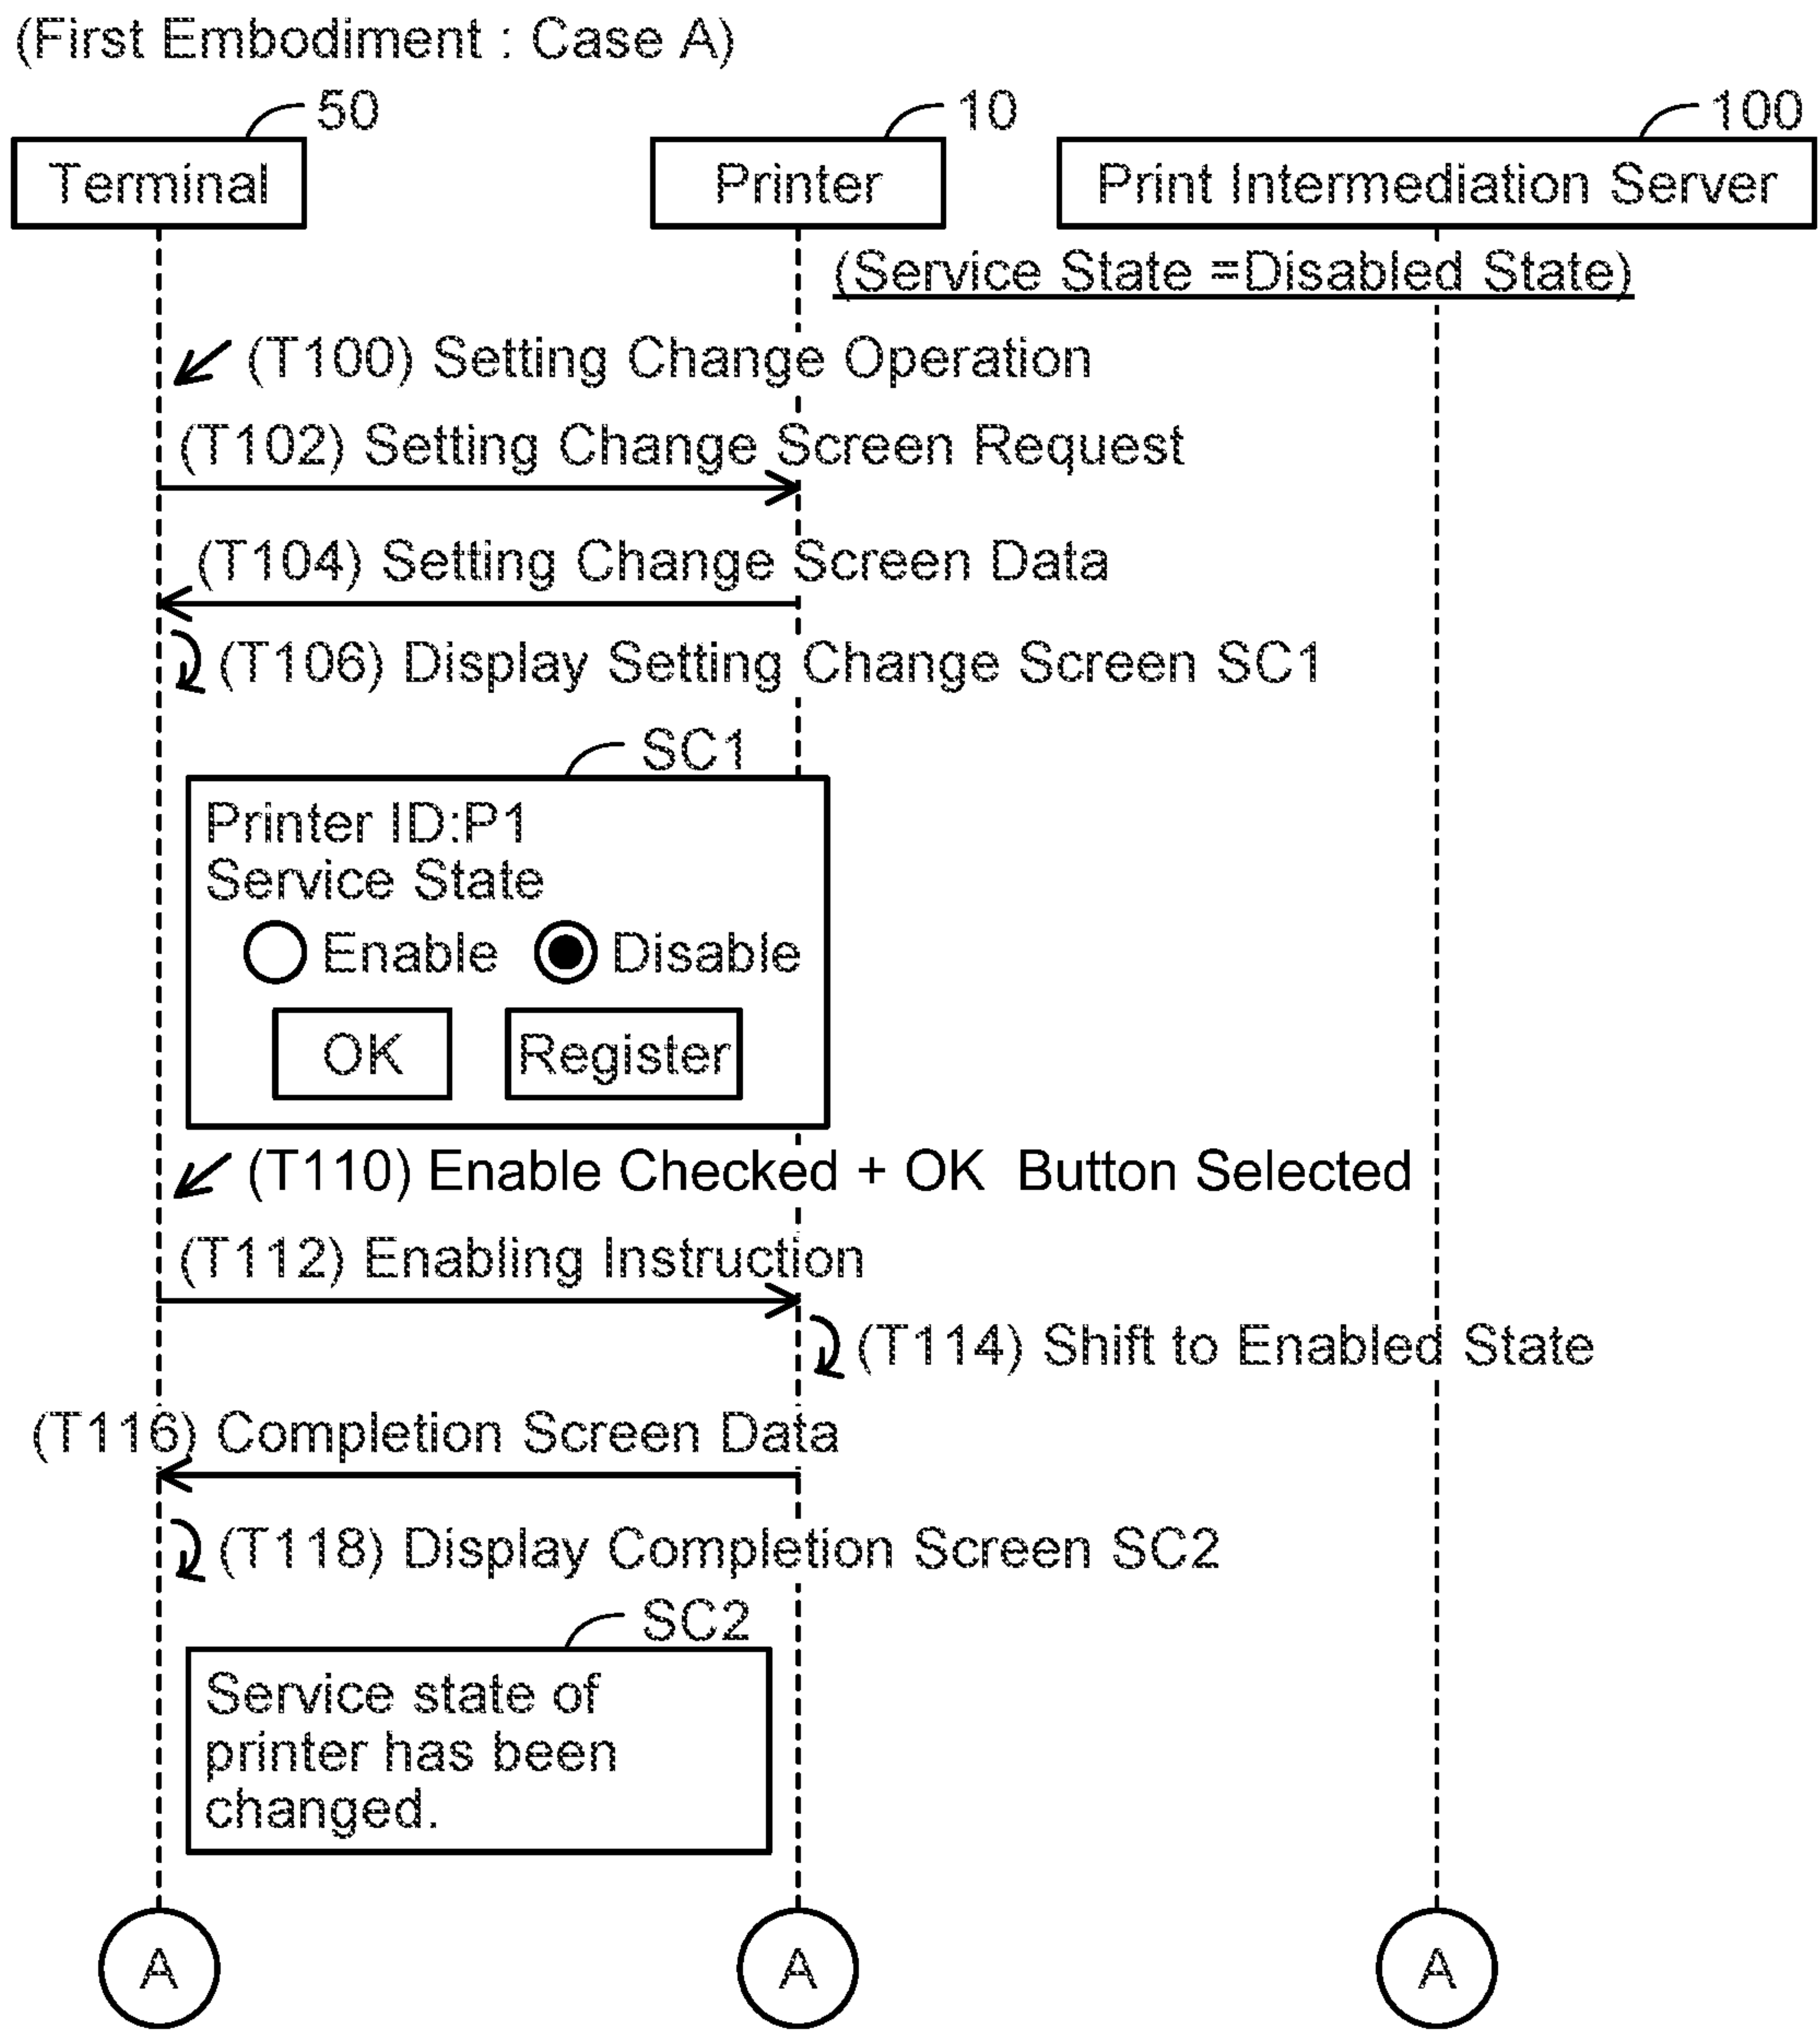 (First Embodiment : Case A)
50
10
100
Terminal
Printer
Print Intermediation Server
(Service State =Disabled State)
(T100) Setting Change Operation
(T102) Setting Change Screen Request
(T104) Setting Change Screen Data
(T106) Display Setting Change Screen SC1
SC1
Printer ID:P1
Service State
Enable Disable
OK Register
(T110) Enable Checked + OK Button Selected
(T112) Enabling Instruction
(T114) Shift to Enabled State
(T116) Completion Screen Data
(T118) Display Completion Screen SC2
SC2
Service state of
printer has been
changed.
A
A
A